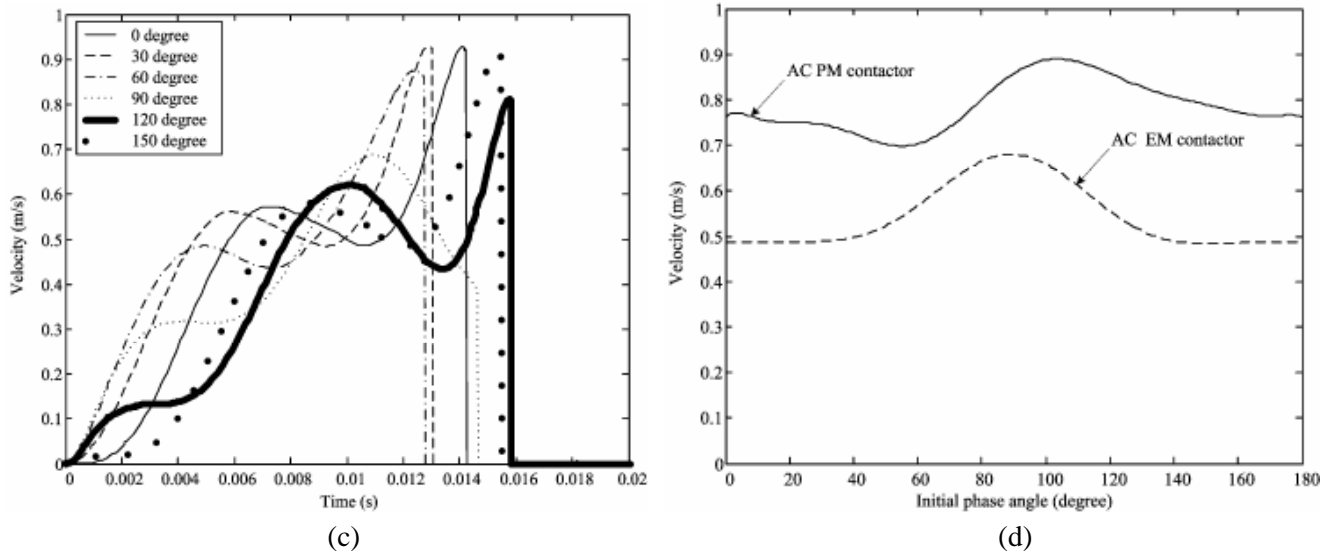 1
0.9
0.8
0.7
0.6
0.5
0.4
0.3
0.2
0.1
0
Velocity (m/s)
0 degree
30 degree
60 degree
90 degree
120 degree
150 degree
0 0.002 0.004 0.006 0.008 0.01 0.012 0.014 0.016 0.018 0.02
Time (s)
(c)
1
0.9
0.8
0.7
0.6
0.5
0.4
0.3
0.2
0.1
0
Velocity (m/s)
AC PM contactor
AC EM contactor
0 20 40 60 80 100 120 140 160 180
Initial phase angle (degree)
(d)